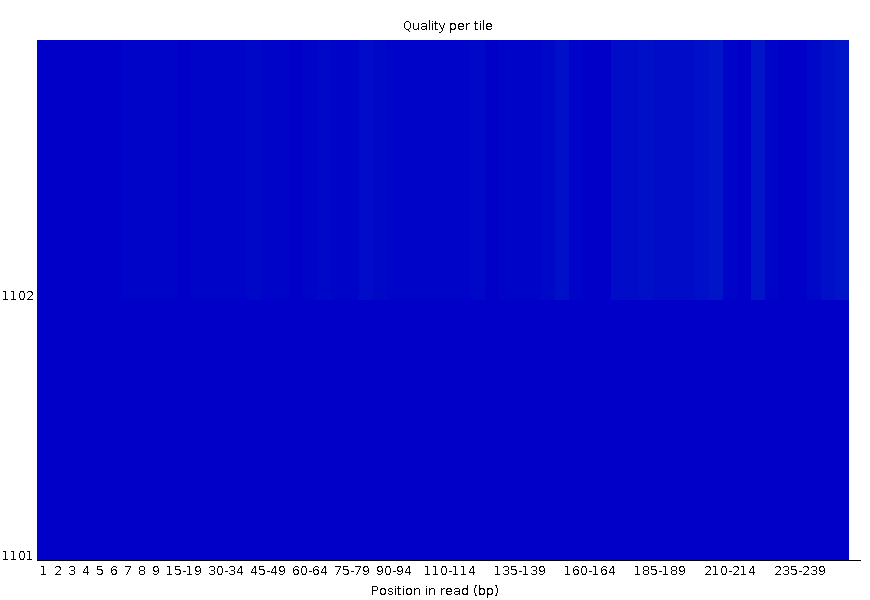 Quality per tile
1102
1101
1 2 3 4 5 6 7 8 9 15-19 30-34 45-49 60-64 75-79 90-94 110-114 135-139 160-164 185-189 210-214 235-239
Position in read (bp)